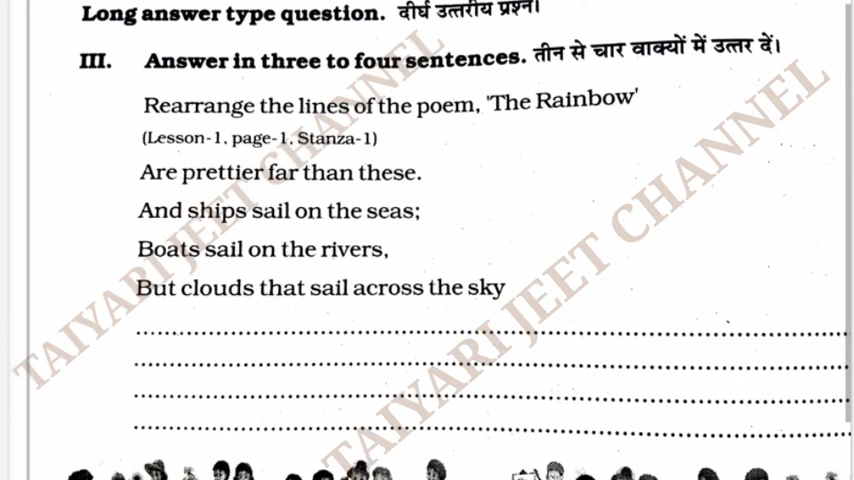 Long answer type question. दीर्घ उत्तरीय प्रश्न।
III. Answer in three to four sentences. तीन से चार वाक्यों में उत्तर दें।
Rearrange the lines of the poem, 'The Rainbow'
(Lesson-1, page-1, Stanza-1)
Are prettier far than these.
And ships sail on the seas;
Boats sail on the rivers,
But clouds that sail across the sky
TAIYARI JEET CHANNEL
TAIYARI JEET CHANNEL